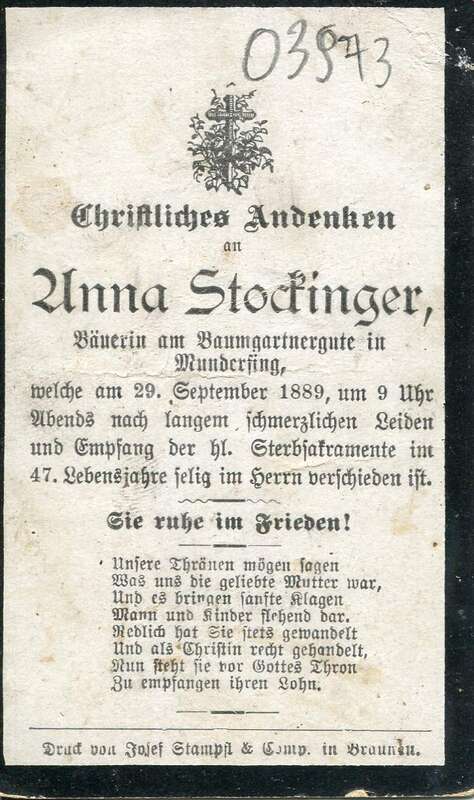 03973
Christliches Andenken
an
Anna Stockinger,
Bäuerin am Baumgartnergute in
Mundersing,
welche am 29. September 1889, um 9 Uhr
Abends nach langem schmerzlichen Leiden
und Empfang der hl. Sterbsakramente im
47. Lebensjahre selig im Herrn verschieden ist.
Sie ruhe im Frieden!
Unsere Thränen mögen sagen
Was uns die geliebte Mutter war,
Und es bringen sanfte Klagen
Mann und Kinder flehend dar.
Redlich hat Sie stets gewandelt
Und als Christin recht gehandelt,
Nun steht sie vor Gottes Thron
Zu empfangen ihren Lohn.
Druck von Josef Stampfl & Comp. in Braunau.